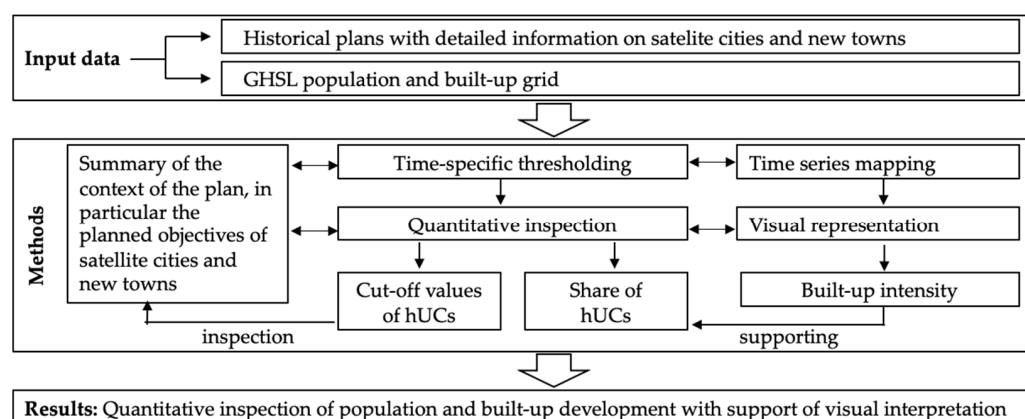 Historical plans with detailed information on satelite cities and new towns
Input data
GHSL population and built-up grid
Methods
Summary of the
context of the plan, in
particular the
planned objectives of
satellite cities and
new towns
Time-specific thresholding
Time series mapping
Quantitative inspection
Visual representation
Cut-off values
of hUCs
Share of
hUCs
Built-up intensity
inspection
supporting
Results: Quantitative inspection of population and built-up development with support of visual interpretation